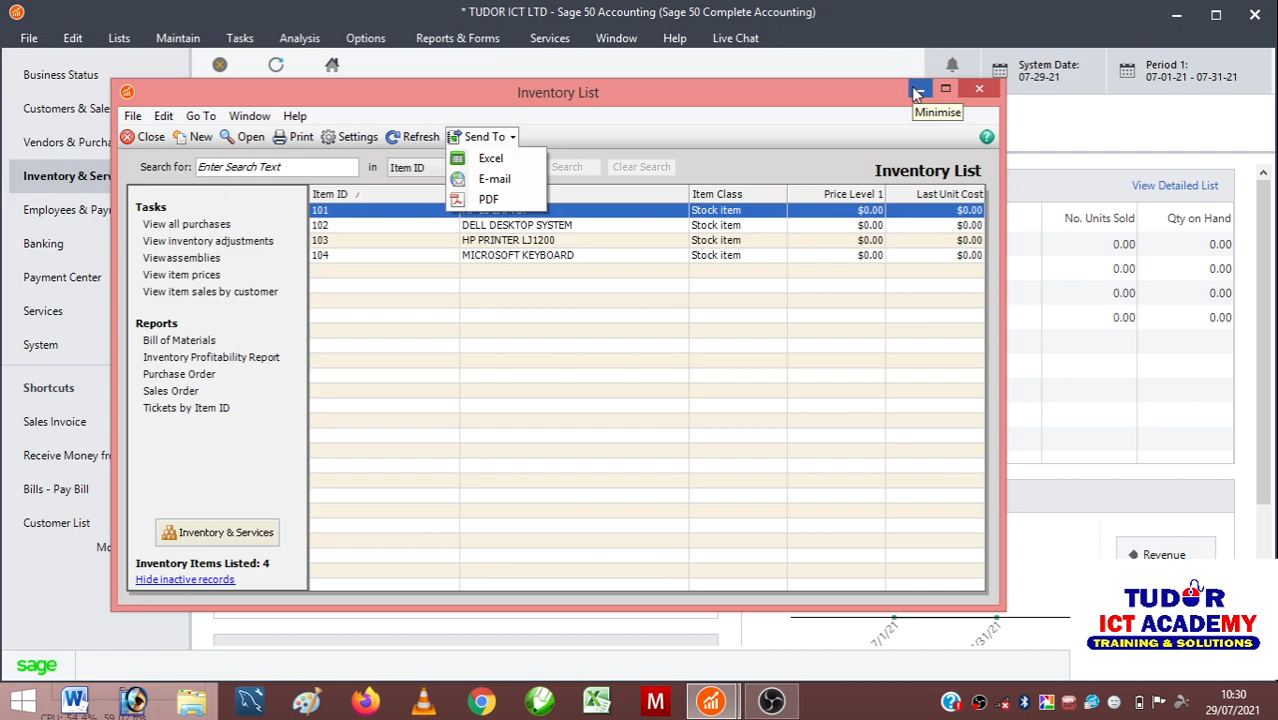 * TUDOR ICT LTD - Sage 50 Accounting (Sage 50 Complete Accounting)
File Edit Lists Maintain Tasks Analysis Options Reports & Forms Services Window Help Live Chat
System Date:
07-29-21
Period 1:
07-01-21 - 07-31-21
Business Status
Customers & Sales
Vendors & Purcha
Inventory & Serv
Employees & Pay
Banking
Payment Center
Services
System
Shortcuts
Sales Invoice
Receive Money fr
Bills - Pay Bill
Customer List
Mo
sage
Inventory List
Minimise
File Edit Go To Window Help
Close New Open Print Settings Refresh Send To
Excel
E-mail
PDF
Search for: Enter Search Text in Item ID Search Clear Search
Inventory List
Tasks
View all purchases
View inventory adjustments
View assemblies
View item prices
View item sales by customer
Reports
Bill of Materials
Inventory Profitability Report
Purchase Order
Sales Order
Tickets by Item ID
Inventory & Services
Inventory Items Listed: 4
Hide inactive records
Item ID Item Class Price Level 1 Last Unit Cost
101 Stock item $0.00 $0.00
102 DELL DESKTOP SYSTEM Stock item $0.00 $0.00
103 HP PRINTER LJ1200 Stock item $0.00 $0.00
104 MICROSOFT KEYBOARD Stock item $0.00 $0.00
View Detailed List
No. Units Sold Qty on Hand
0.00 0.00
0.00 0.00
0.00 0.00
0.00 0.00
Revenue
7/1/21
/31/21
TUDOR
ICT ACADEMY
TRAINING & SOLUTIONS
10:30
29/07/2021